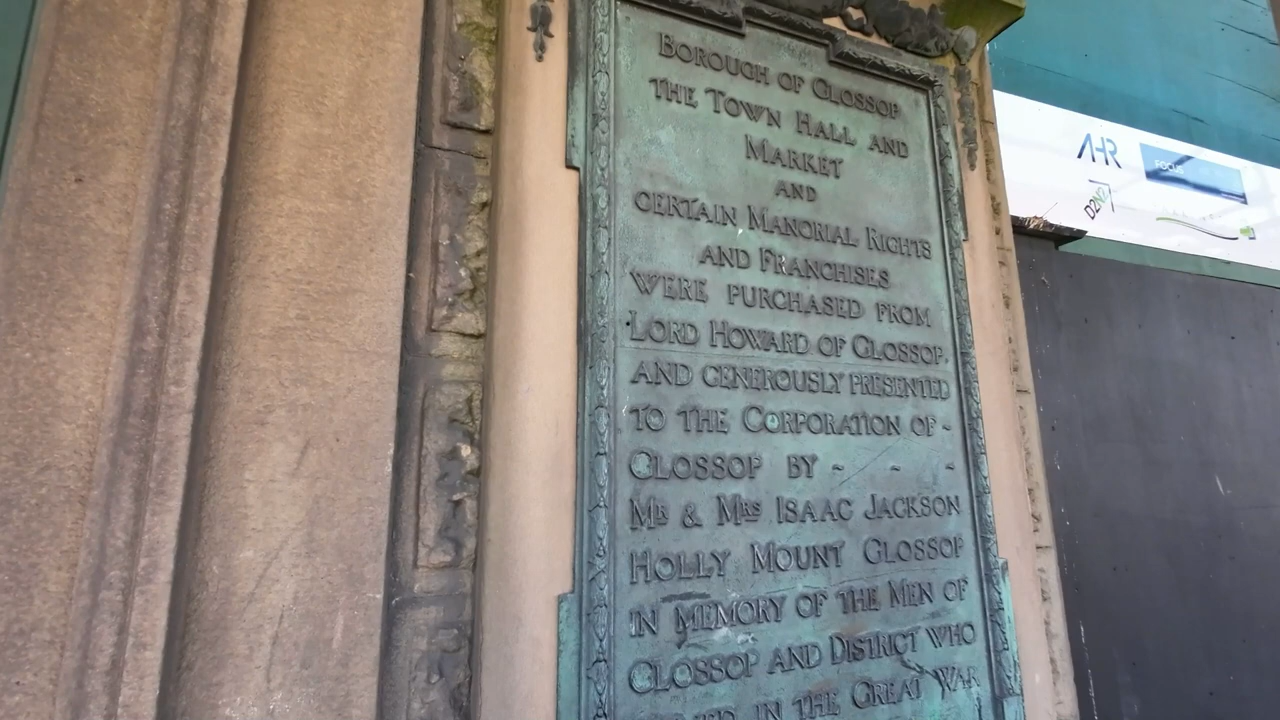 BOROUGH OF GLOSSOP
THE TOWN HALL AND
MARKET
AND
CERTAIN MANORIAL RIGHTS
AND FRANCHISES
WERE PURCHASED FROM
LORD HOWARD OF GLOSSOP.
AND GENEROUSLY PRESENTED
TO THE CORPORATION OF ~
GLOSSOP BY ~ ~ ~
MR & MRS ISAAC JACKSON
HOLLY MOUNT GLOSSOP
IN MEMORY OF THE MEN OF
GLOSSOP AND DISTRICT WHO
IN THE GREAT WAR
AHR
FOCUS
D2N2